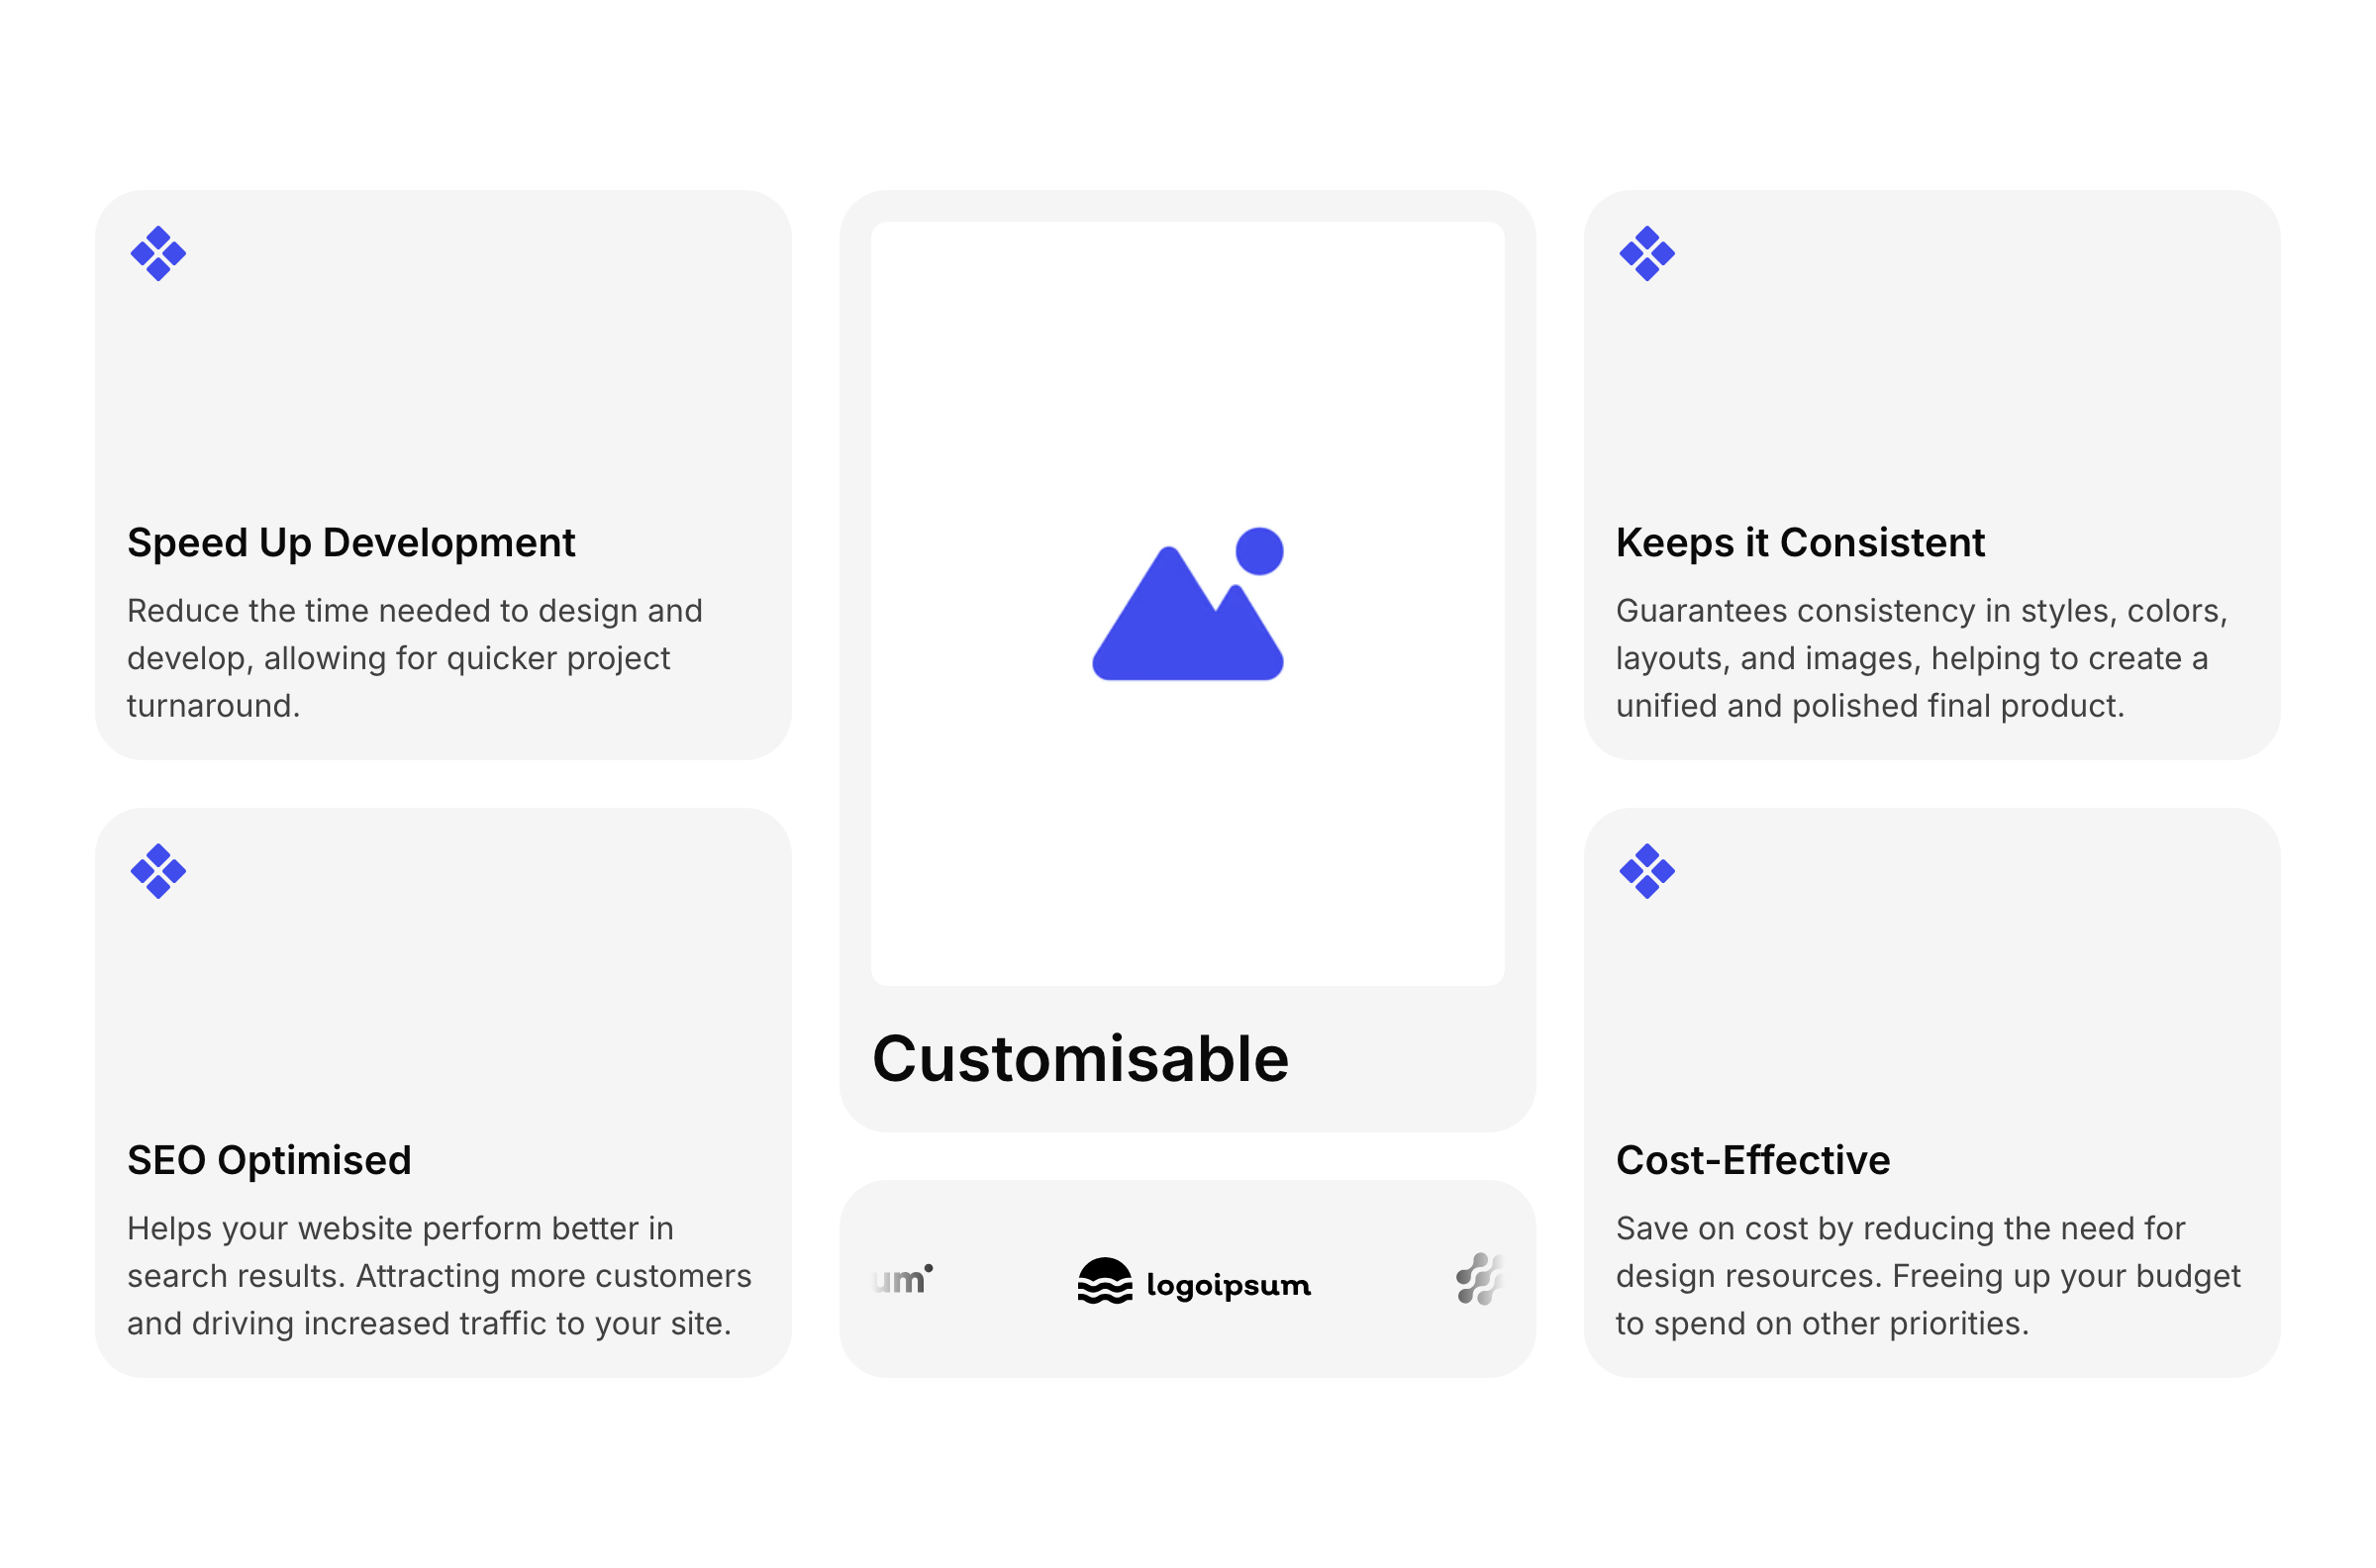 Speed Up Development
Reduce the time needed to design and
develop, allowing for quicker project
turnaround.
SEO Optimised
Helps your website perform better in
search results. Attracting more customers
and driving increased traffic to your site.
Customisable
um
logoipsum
Keeps it Consistent
Guarantees consistency in styles, colors,
layouts, and images, helping to create a
unified and polished final product.
Cost-Effective
Save on cost by reducing the need for
design resources. Freeing up your budget
to spend on other priorities.